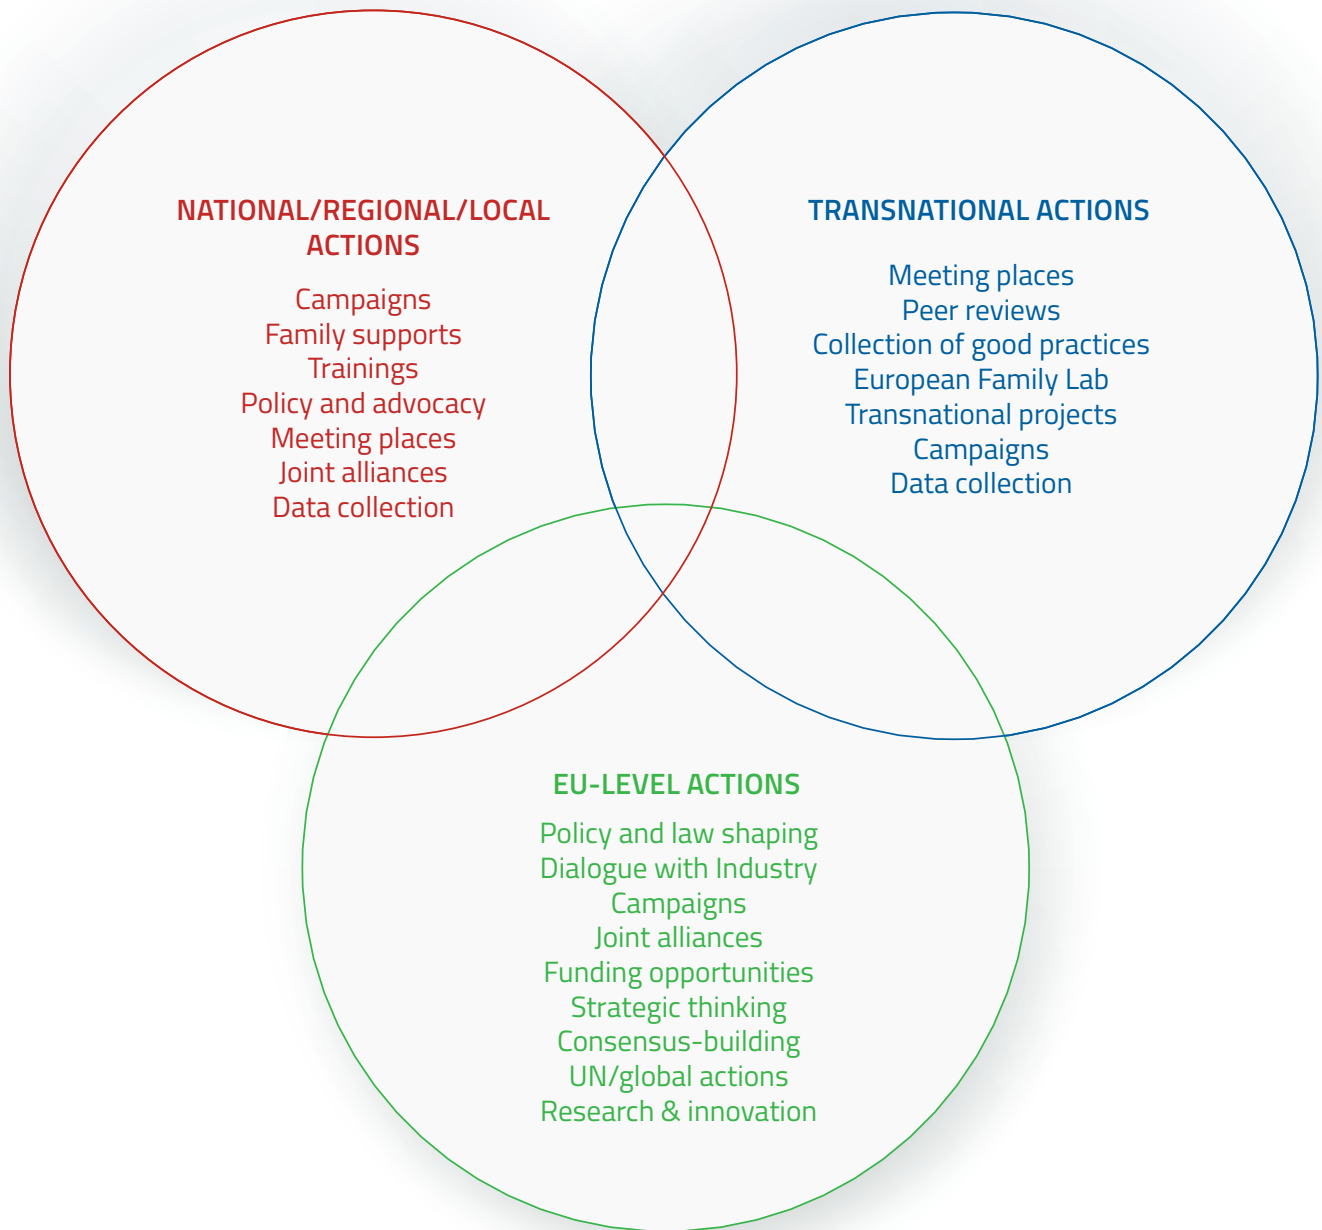 NATIONAL/REGIONAL/LOCAL
ACTIONS
Campaigns
Family supports
Trainings
Policy and advocacy
Meeting places
Joint alliances
Data collection
TRANSNATIONAL ACTIONS
Meeting places
Peer reviews
Collection of good practices
European Family Lab
Transnational projects
Campaigns
Data collection
EU-LEVEL ACTIONS
Policy and law shaping
Dialogue with Industry
Campaigns
Joint alliances
Funding opportunities
Strategic thinking
Consensus-building
UN/global actions
Research & innovation